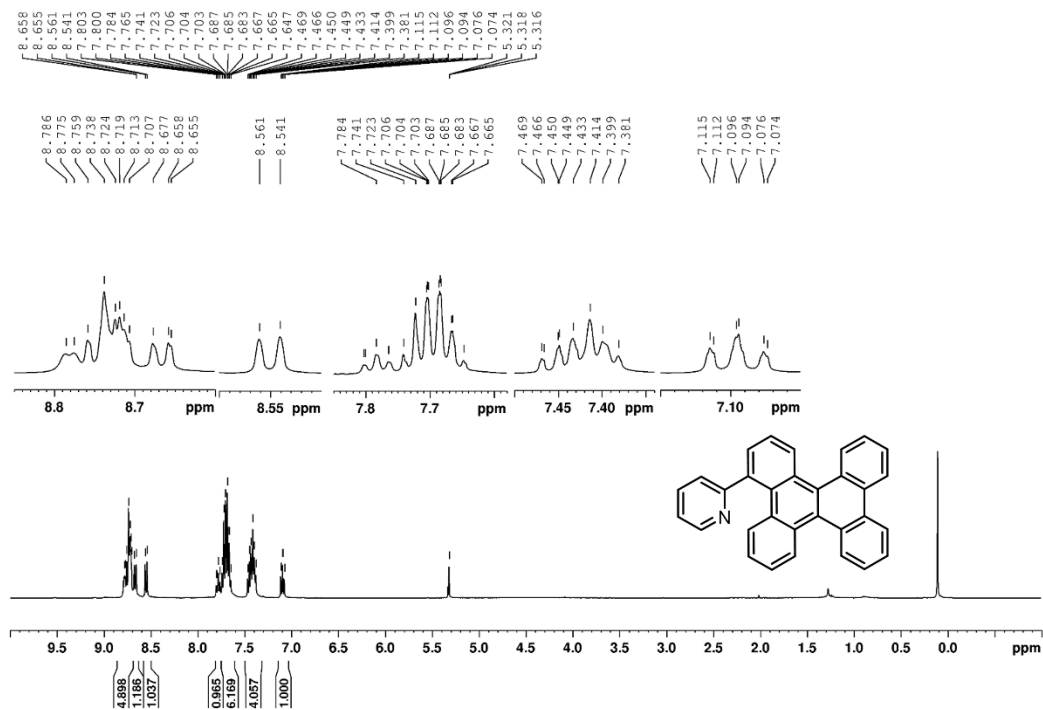 8.658 8.655 8.561 8.541 7.803 7.800 7.784 7.765 7.741 7.723 7.706 7.704 7.703 7.687 7.685 7.683 7.667 7.665 7.647 7.469 7.466 7.450 7.449 7.433 7.414 7.399 7.381 7.115 7.112 7.096 7.094 7.076 7.074 5.321 5.318 5.316
8.786 8.775 8.759 8.738 8.724 8.719 8.713 8.707 8.677 8.658 8.655
8.561 8.541
7.784 7.741 7.723 7.706 7.704 7.703 7.687 7.685 7.683 7.667 7.665
7.469 7.466 7.450 7.449 7.433 7.414 7.399 7.381
7.115 7.112 7.096 7.094 7.076 7.074
8.8 8.7 ppm
8.55 ppm
7.8 7.7 ppm
7.45 7.40 ppm
7.10 ppm
N
9.5 9.0 8.5 8.0 7.5 7.0 6.5 6.0 5.5 5.0 4.5 4.0 3.5 3.0 2.5 2.0 1.5 1.0 0.5 0.0 ppm
4.898 1.186 1.037 0.965 6.169 4.057 1.000